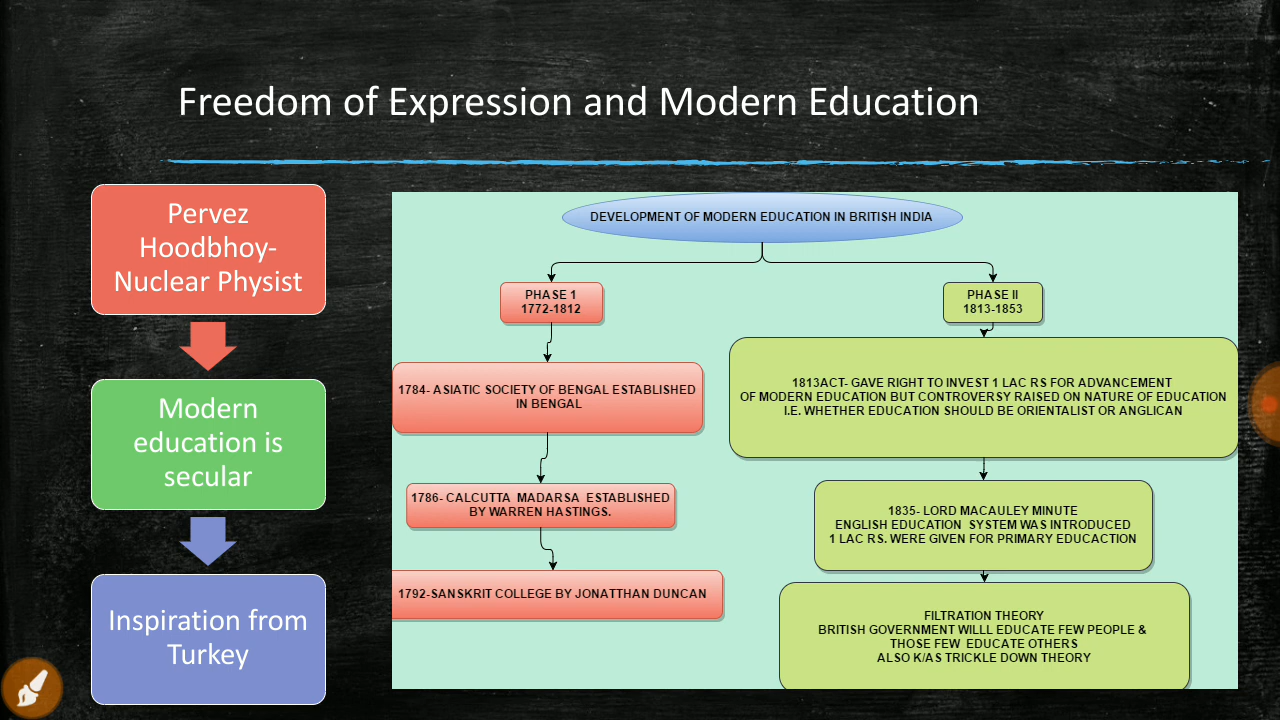 Freedom of Expression and Modern Education
Pervez
Hoodbhoy-
Nuclear Physist
Modern
education is
secular
Inspiration from
Turkey
DEVELOPMENT OF MODERN EDUCATION IN BRITISH INDIA
PHASE 1
1772-1812
1784- ASIATIC SOCIETY OF BENGAL ESTABLISHED
IN BENGAL
1786- CALCUTTA MADARSA ESTABLISHED
BY WARREN HASTINGS.
1792-SANSKRIT COLLEGE BY JONATTHAN DUNCAN
PHASE II
1813-1853
1813ACT- GAVE RIGHT TO INVEST 1 LAC RS FOR ADVANCEMENT
OF MODERN EDUCATION BUT CONTROVERSY RAISED ON NATURE OF EDUCATION
I.E. WHETHER EDUCATION SHOULD BE ORIENTALIST OR ANGLICAN
1835- LORD MACAULEY MINUTE
ENGLISH EDUCATION SYSTEM WAS INTRODUCED
1 LAC RS. WERE GIVEN FOR PRIMARY EDUCACTION
FILTRATION THEORY
BRITISH GOVERNMENT WILLL EDUCATE FEW PEOPLE &
THOSE FEW EDUCATE OTHERS
ALSO K/AS TRICKLE DOWN THEORY